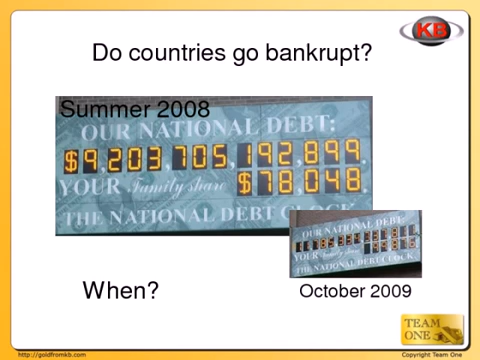 KB
Do countries go bankrupt?
Summer 2008
OUR NATIONAL DEBT:
$9,203,705,192,899.
YOUR Family share $78,048.
THE NATIONAL DEBT CLOCK
OUR NATIONAL DEBT:
YOUR Family share
THE NATIONAL DEBT CLOCK.
When?
October 2009
TEAM
ONE
http://goldfromkb.com
Copyright Team One